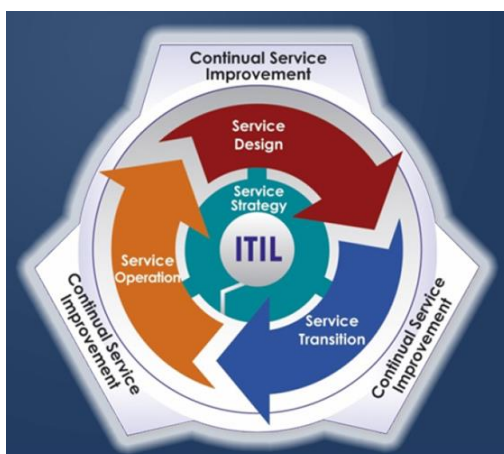 Continual Service
Improvement
Service
Design
Service
Strategy
ITIL
Service
Operation
Service
Transition
Continual Service
Improvement
Continual Service
Improvement